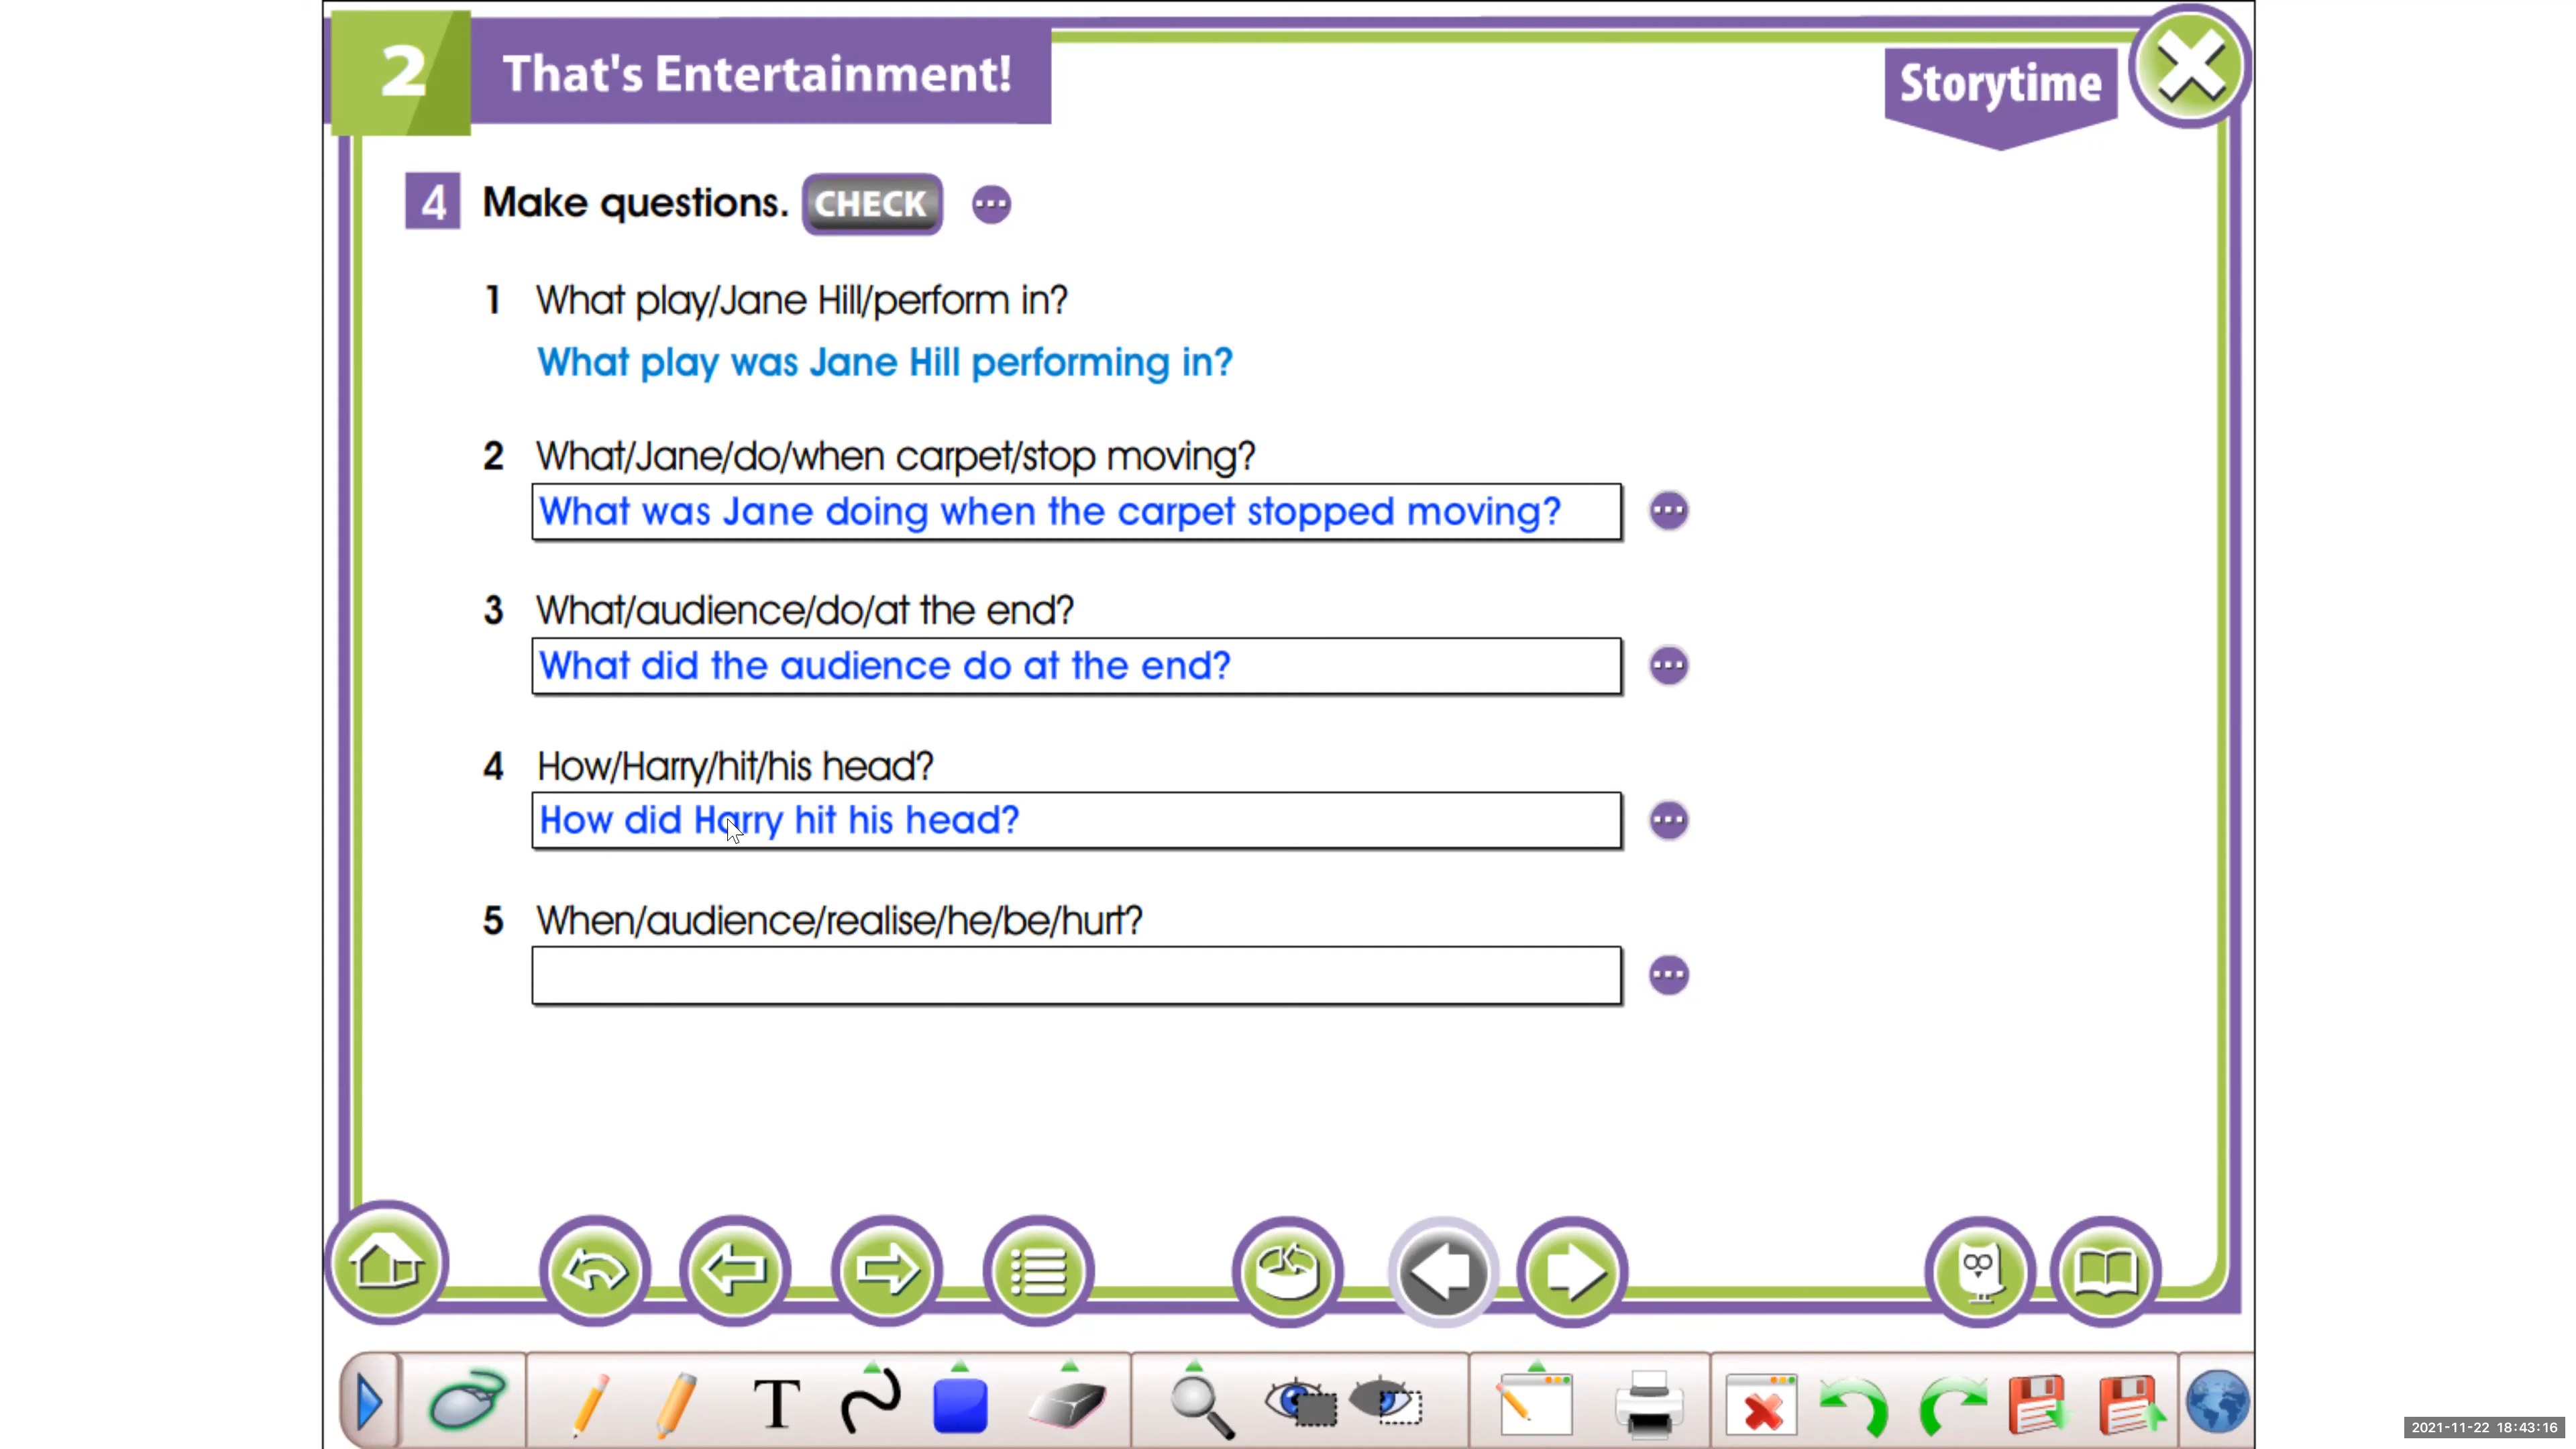 2 That's Entertainment!
Storytime
4 Make questions. CHECK
1 What play/Jane Hill/perform in?
What play was Jane Hill performing in?
2 What/Jane/do/when carpet/stop moving?
What was Jane doing when the carpet stopped moving?
3 What/audience/do/at the end?
What did the audience do at the end?
4 How/Harry/hit/his head?
How did Harry hit his head?
5 When/audience/realise/he/be/hurt?
T
2021-11-22 18:43:16